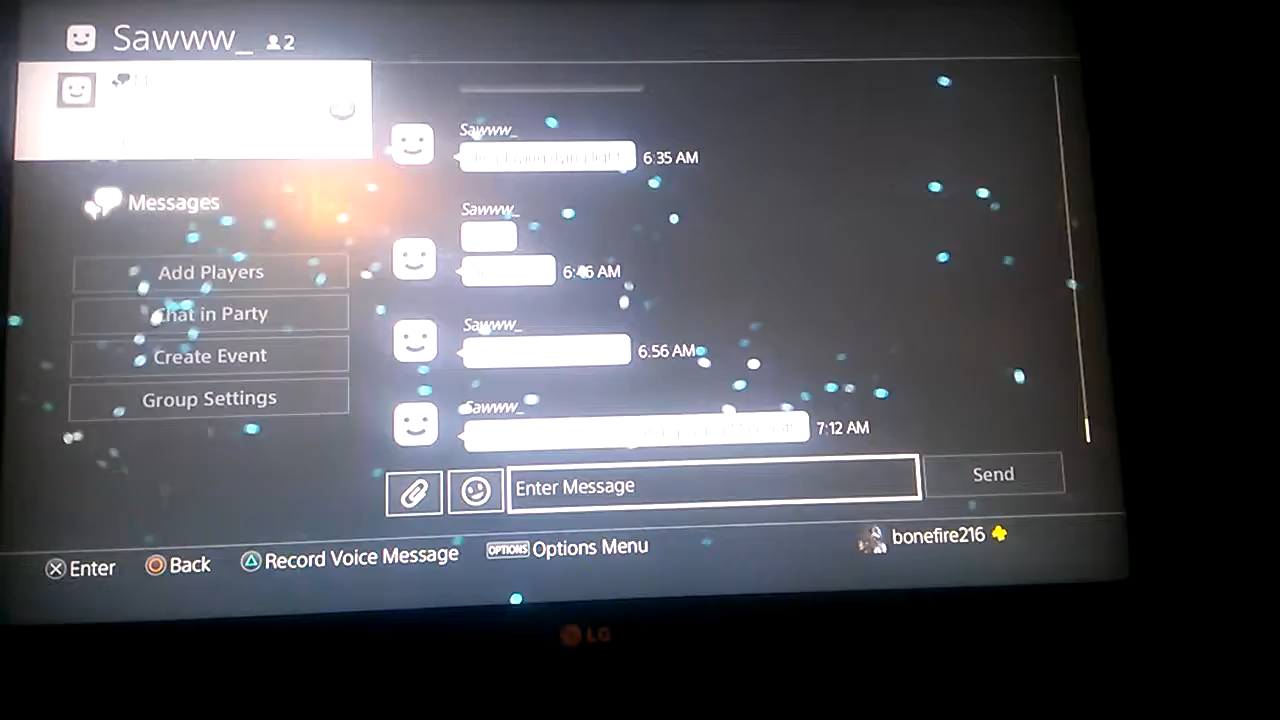 Sawww_ 2
Sawww_
6:35 AM
Messages
Sawww_
Add Players
6:46 AM
Chat in Party
Sawww_
Create Event
6:56 AM
Group Settings
Sawww_
7:12 AM
Enter Message
Send
bonefire216
Enter
Back
Record Voice Message
OPTIONS Options Menu
LG